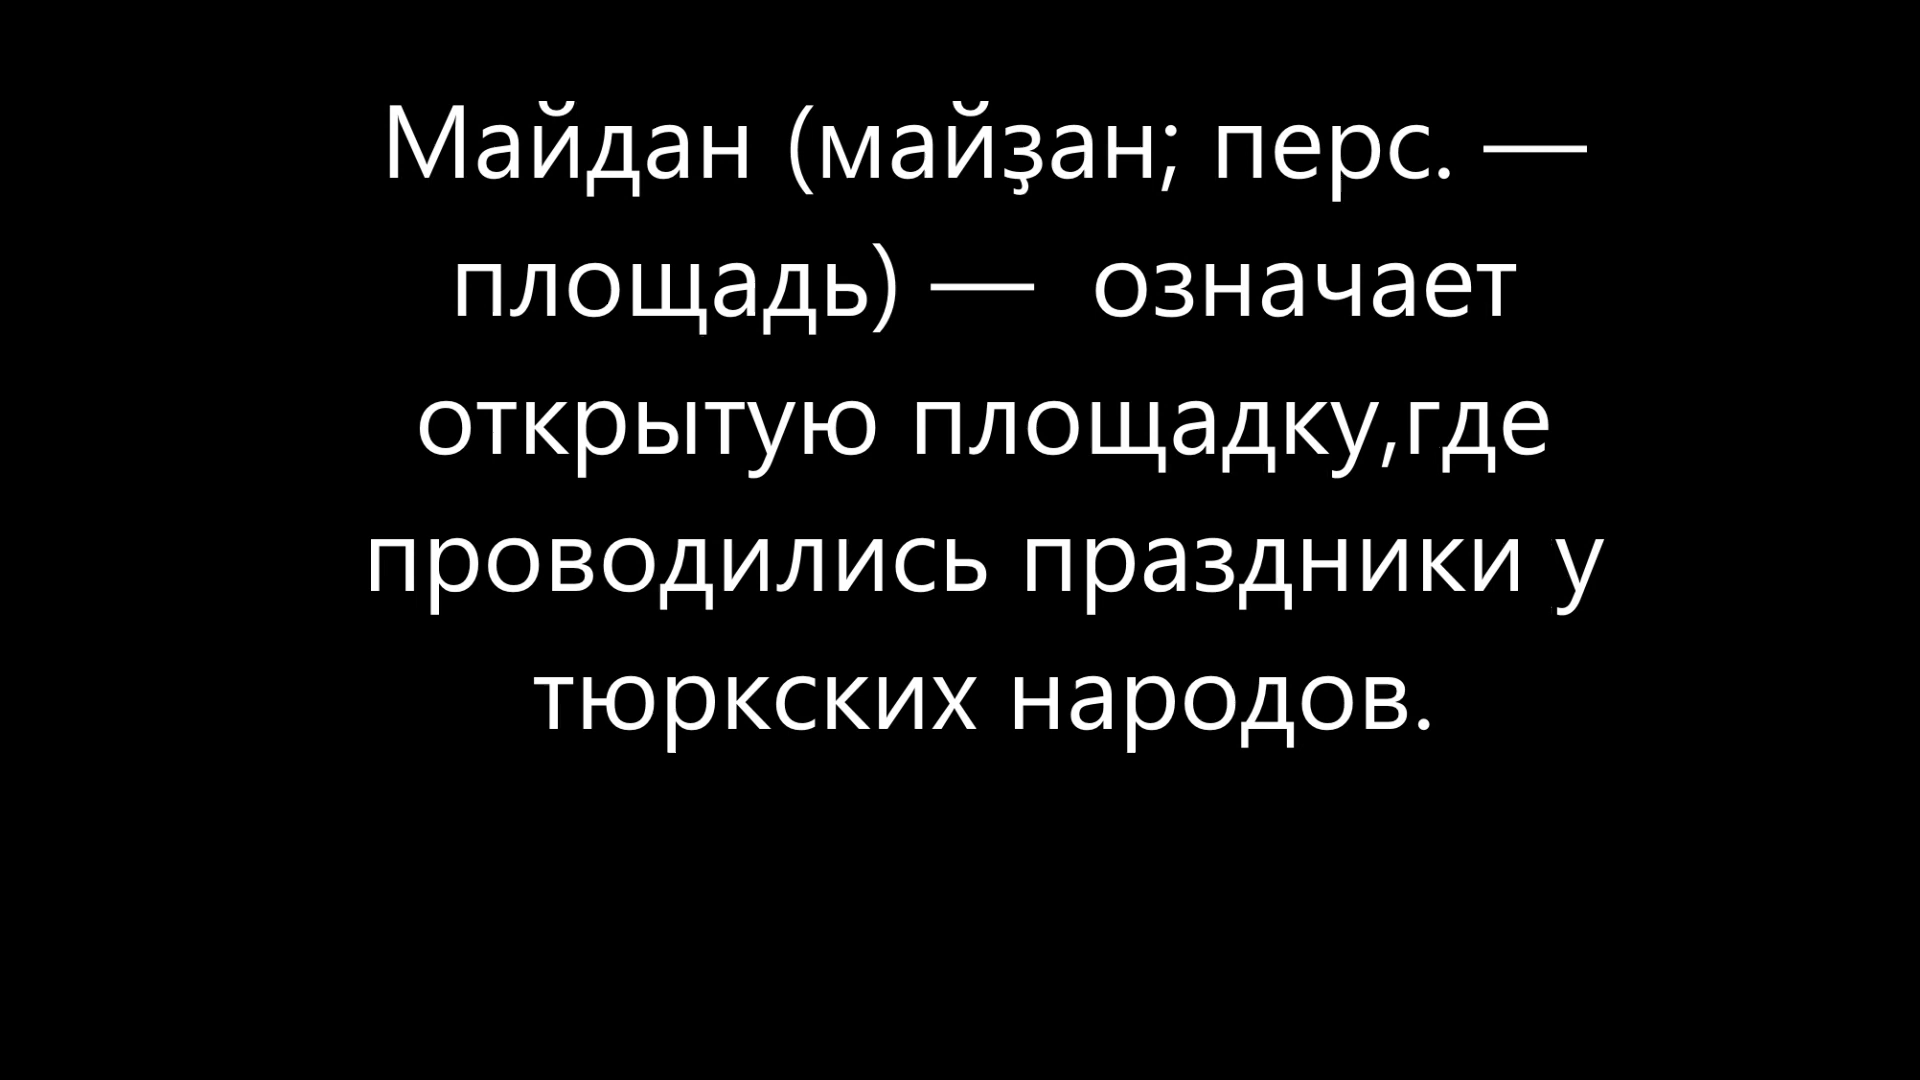 Майдан (майҙан; перс. —
площадь) —  означает
открытую площадку,где
проводились праздники у
тюркских народов.